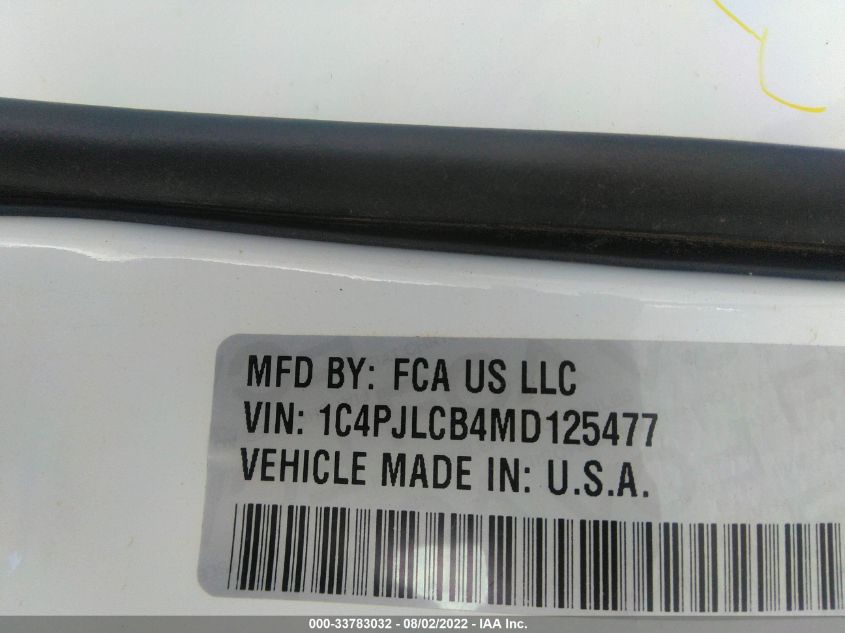 MFD BY: FCA US LLC
VIN: 1C4PJLCB4MD125477
VEHICLE MADE IN: U.S.A.
000-33783032 - 08/02/2022 - IAA Inc.